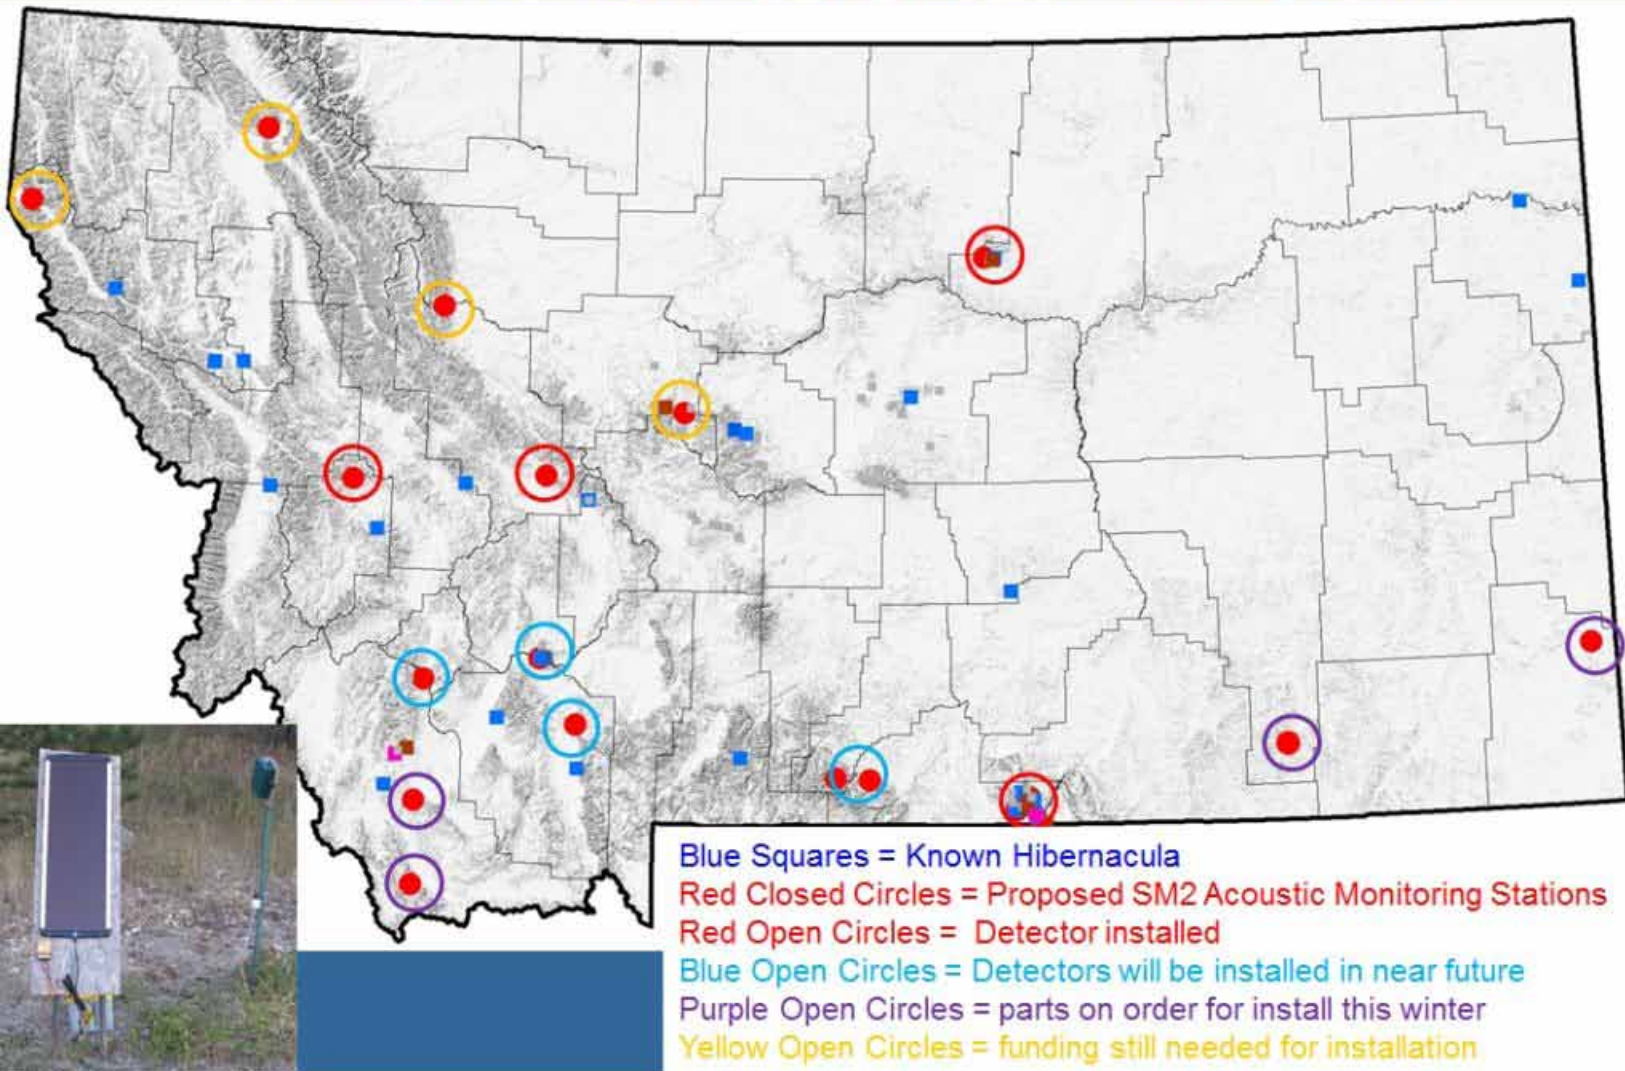 Blue Squares = Known Hibernacula
Red Closed Circles = Proposed SM2 Acoustic Monitoring Stations
Red Open Circles = Detector installed
Blue Open Circles = Detectors will be installed in near future
Purple Open Circles = parts on order for install this winter
Yellow Open Circles = funding still needed for installation